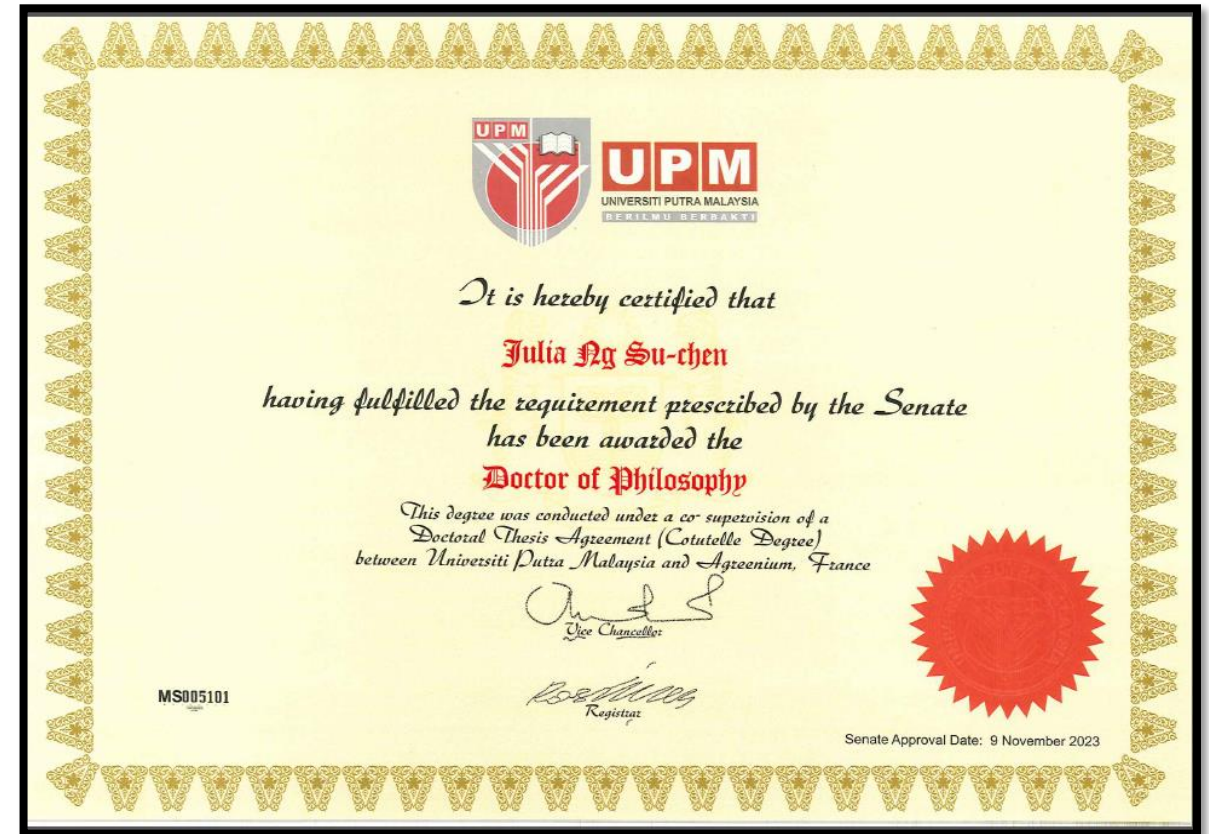 UPM
UPM
UNIVERSITI PUTRA MALAYSIA
BERILMU BERBAKTI
It is hereby certified that
Julia Ng Su-chen
having fulfilled the requirement prescribed by the Senate
has been awarded the
Doctor of Philosophy
This degree was conducted under a co-supervision of a
Doctoral Thesis Agreement (Cotutelle Degree)
between Universiti Putra Malaysia and Agreenium, France
Vice Chancellor
Registrar
MS005101
Senate Approval Date: 9 November 2023